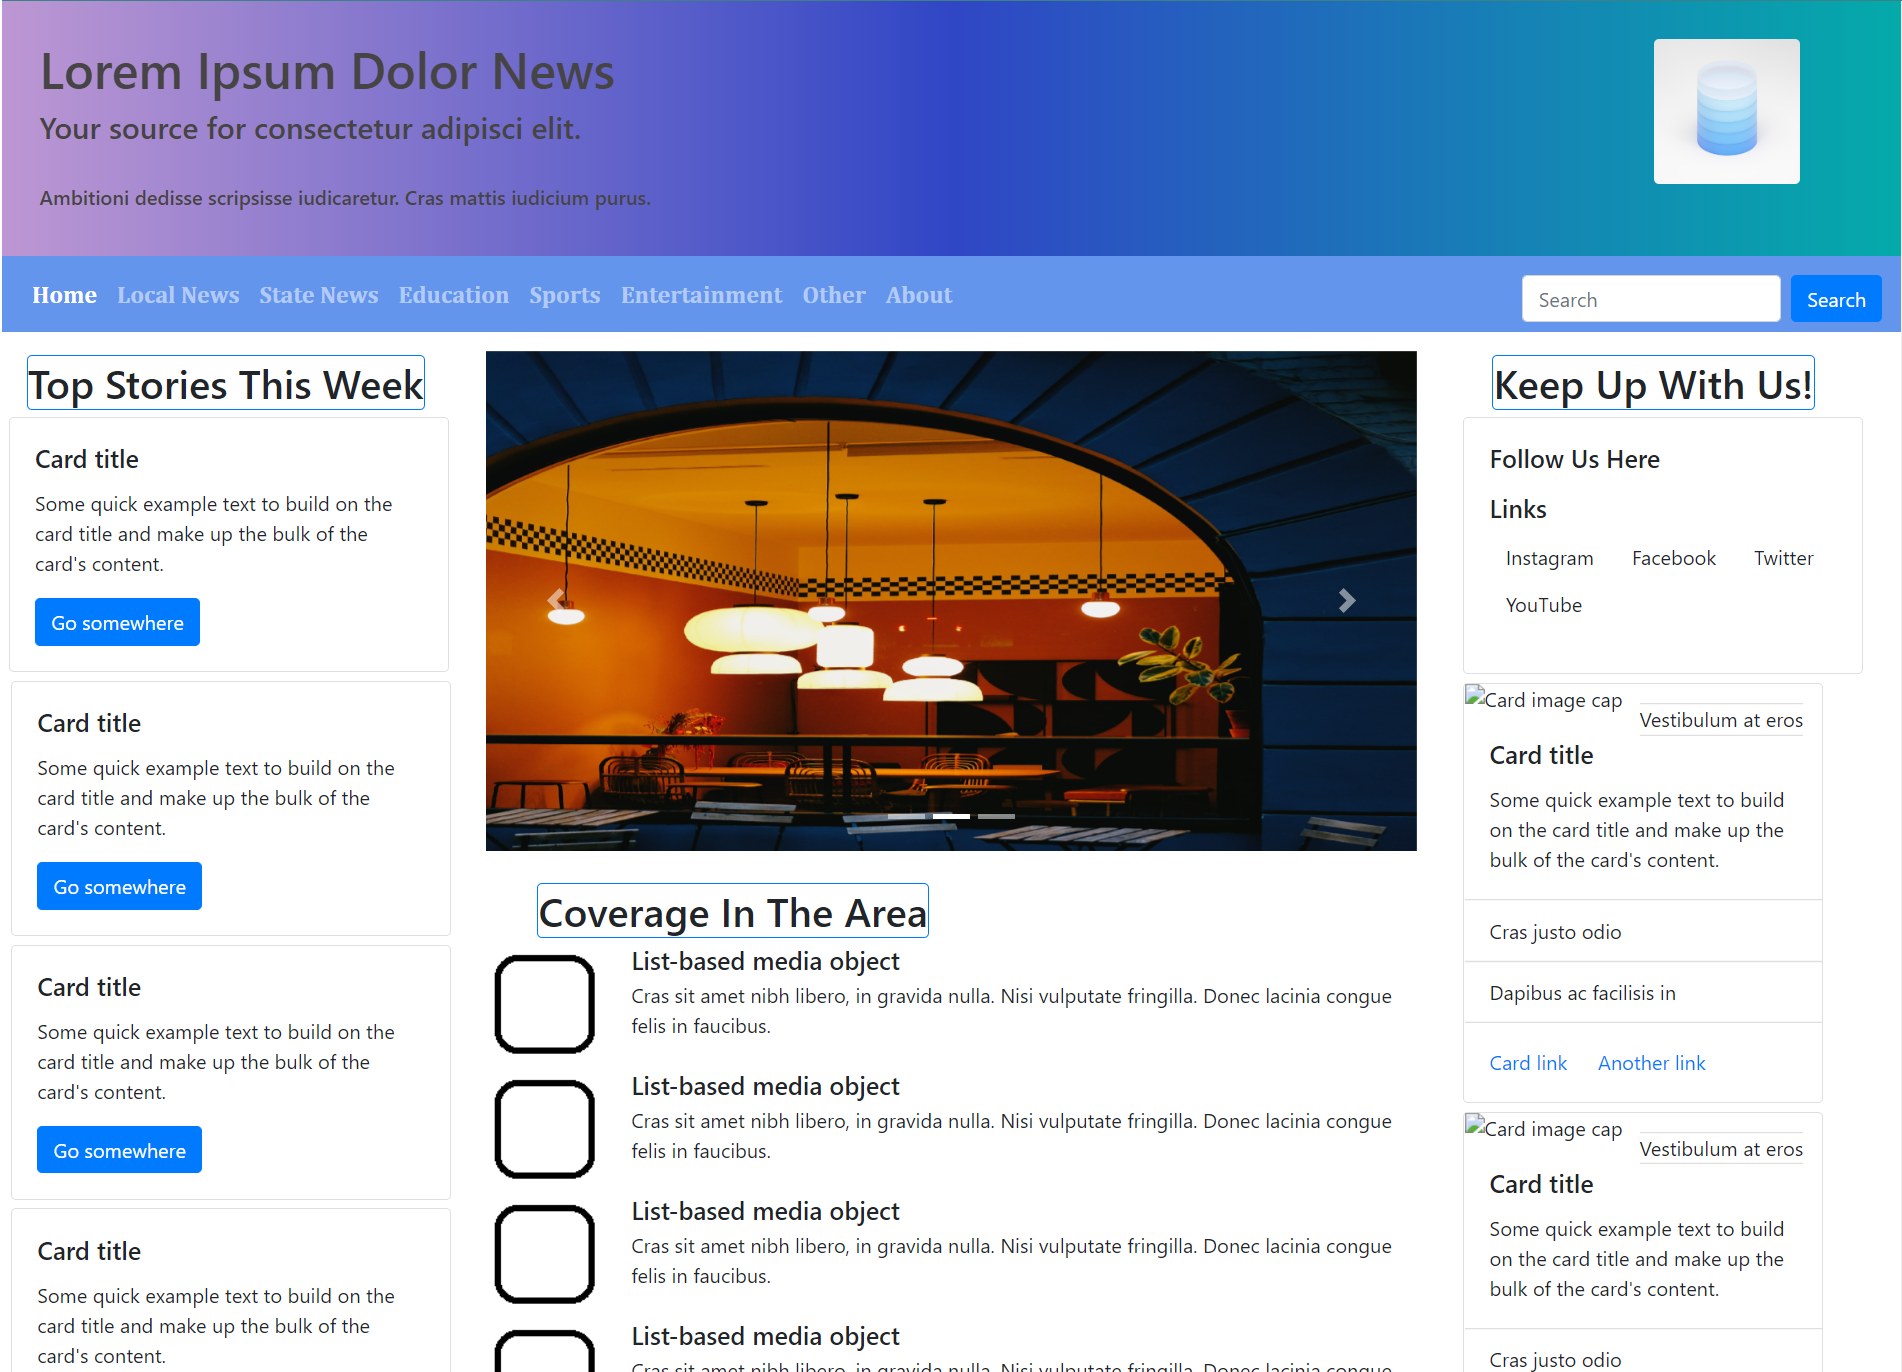 Lorem Ipsum Dolor News
Your source for consectetur adipisci elit.
Ambitioni dedisse scripsisse iudicaretur. Cras mattis iudicium purus.
Home Local News State News Education Sports Entertainment Other About
Search Search
Top Stories This Week
Card title
Some quick example text to build on the
card title and make up the bulk of the
card's content.
Go somewhere
Card title
Some quick example text to build on the
card title and make up the bulk of the
card's content.
Go somewhere
Card title
Some quick example text to build on the
card title and make up the bulk of the
card's content.
Go somewhere
Card title
Some quick example text to build on the
card title and make up the bulk of the
card's content.
Coverage In The Area
List-based media object
Cras sit amet nibh libero, in gravida nulla. Nisi vulputate fringilla. Donec lacinia congue
felis in faucibus.
List-based media object
Cras sit amet nibh libero, in gravida nulla. Nisi vulputate fringilla. Donec lacinia congue
felis in faucibus.
List-based media object
Cras sit amet nibh libero, in gravida nulla. Nisi vulputate fringilla. Donec lacinia congue
felis in faucibus.
List-based media object
Cras sit amet nibh libero, in gravida nulla. Nisi vulputate fringilla. Donec lacinia congue
Keep Up With Us!
Follow Us Here
Links
Instagram Facebook Twitter
YouTube
Card image cap
Vestibulum at eros
Card title
Some quick example text to build
on the card title and make up the
bulk of the card's content.
Cras justo odio
Dapibus ac facilisis in
Card link Another link
Card image cap
Vestibulum at eros
Card title
Some quick example text to build
on the card title and make up the
bulk of the card's content.
Cras justo odio